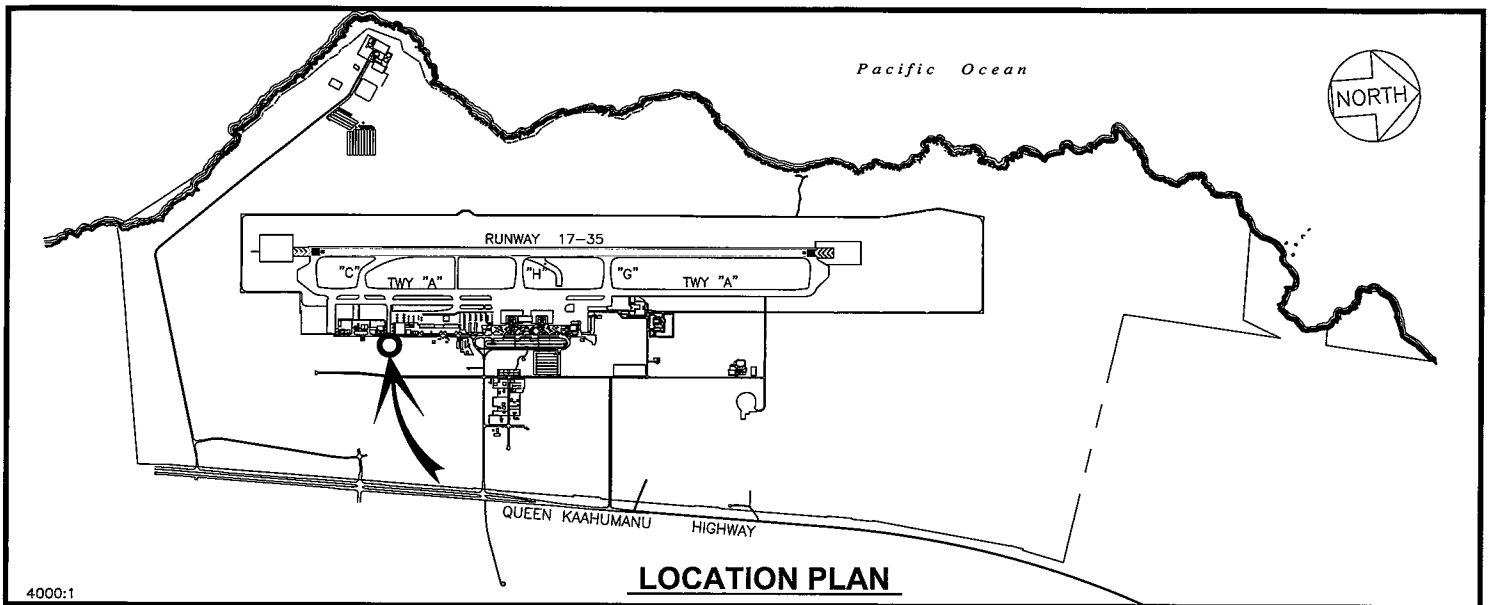 Pacific Ocean
NORTH
RUNWAY 17-35
"C"
TWY "A"
"H"
"G"
TWY "A"
QUEEN KAAHUMANU HIGHWAY
LOCATION PLAN
4000:1